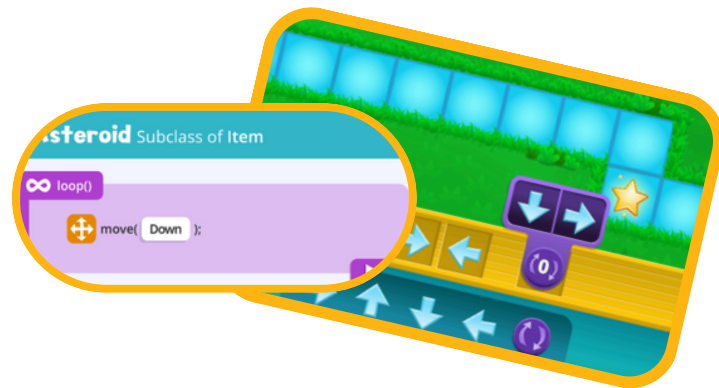 steroid Subclass of Item
loop()
move( Down );
0